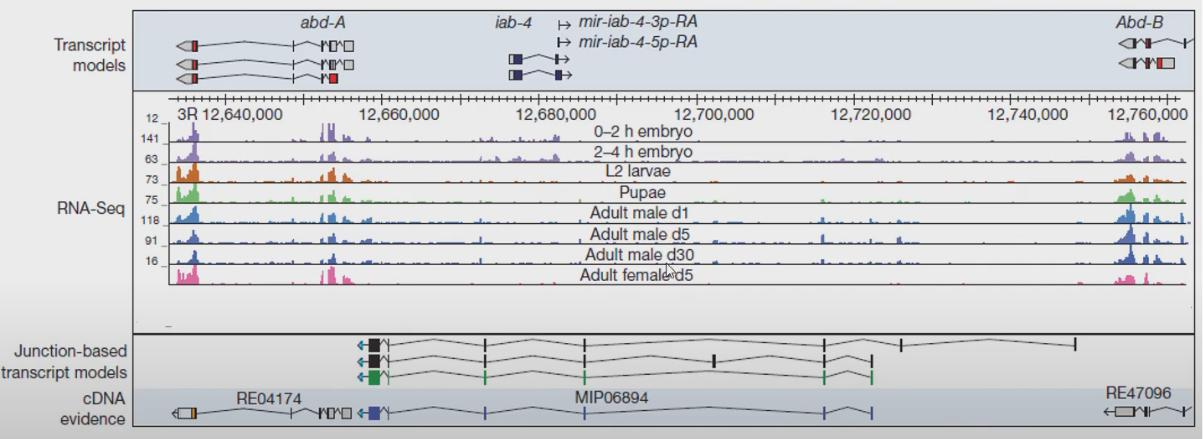 abd-A
iab-4
mir-iab-4-3p-RA
Abd-B
mir-iab-4-5p-RA
Transcript
models
3R 12,640,000 12,660,000 12,680,000 12,700,000 12,720,000 12,740,000 12,760,000
12
0–2 h embryo
141
2–4 h embryo
63
L2 larvae
73
Pupae
75
RNA-Seq
Adult male d1
118
Adult male d5
91
Adult male d30
16
Adult female d5
Junction-based
transcript models
cDNA
evidence
RE04174
MIP06894
RE47096